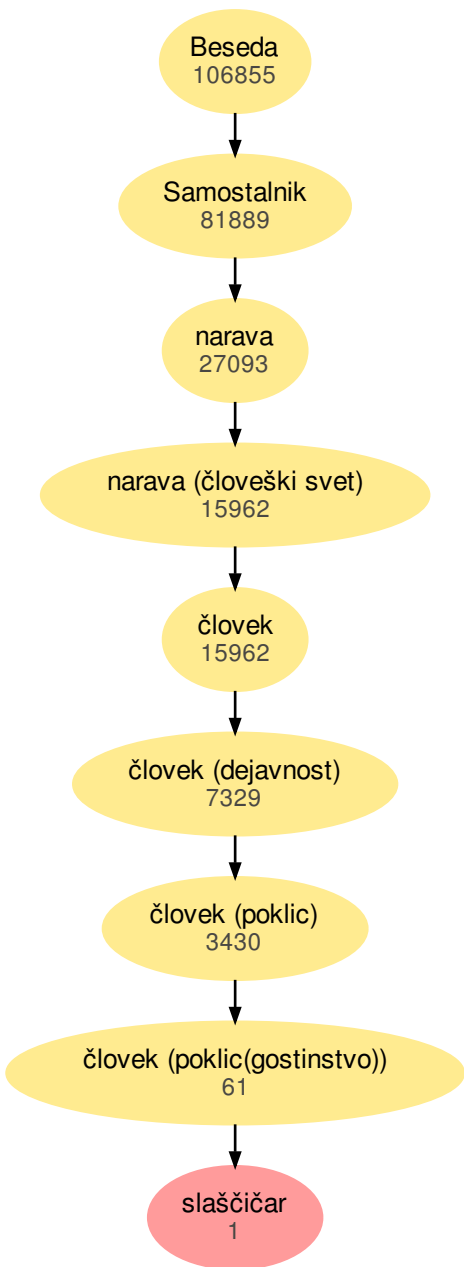 Beseda
106855
Samostalnik
81889
narava
27093
narava (človeški svet)
15962
človek
15962
človek (dejavnost)
7329
človek (poklic)
3430
človek (poklic(gostinstvo))
61
slaščičar
1